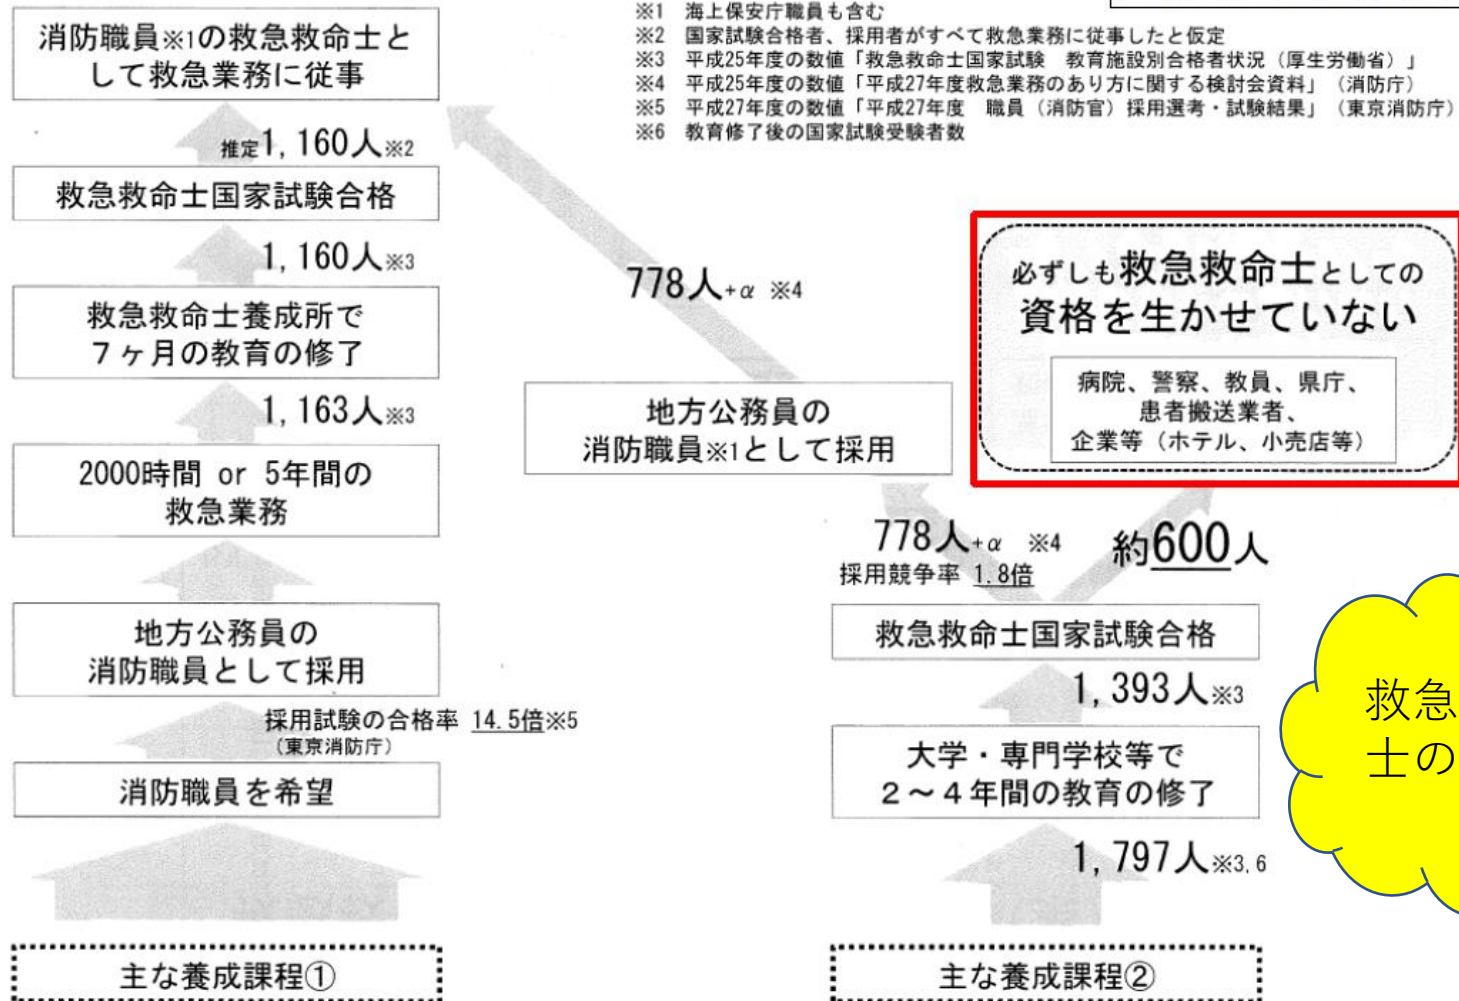 ※1 海上保安庁職員も含む
※2 国家試験合格者、採用者がすべて救急業務に従事したと仮定
※3 平成25年度の数値「救急救命士国家試験 教育施設別合格者状況（厚生労働省）」
※4 平成25年度の数値「平成27年度救急業務のあり方に関する検討会資料」（消防庁）
※5 平成27年度の数値「平成27年度 職員（消防官）採用選考・試験結果」（東京消防庁）
※6 教育修了後の国家試験受験者数
消防職員※1の救急救命士と
して救急業務に従事
推定1,160人※2
救急救命士国家試験合格
1,160人※3
救急救命士養成所で
７ヶ月の教育の修了
1,163人※3
2000時間 or 5年間の
救急業務
地方公務員の
消防職員として採用
採用試験の合格率 14.5倍※5
（東京消防庁）
消防職員を希望
主な養成課程①
778人+α ※4
地方公務員の
消防職員※1として採用
必ずしも救急救命士としての
資格を生かせていない
病院、警察、教員、県庁、
患者搬送業者、
企業等（ホテル、小売店等）
778人+α ※4
採用競争率 1.8倍
約600人
救急救命士国家試験合格
1,393人※3
大学・専門学校等で
２～４年間の教育の修了
1,797人※3,6
主な養成課程②
救急
士の